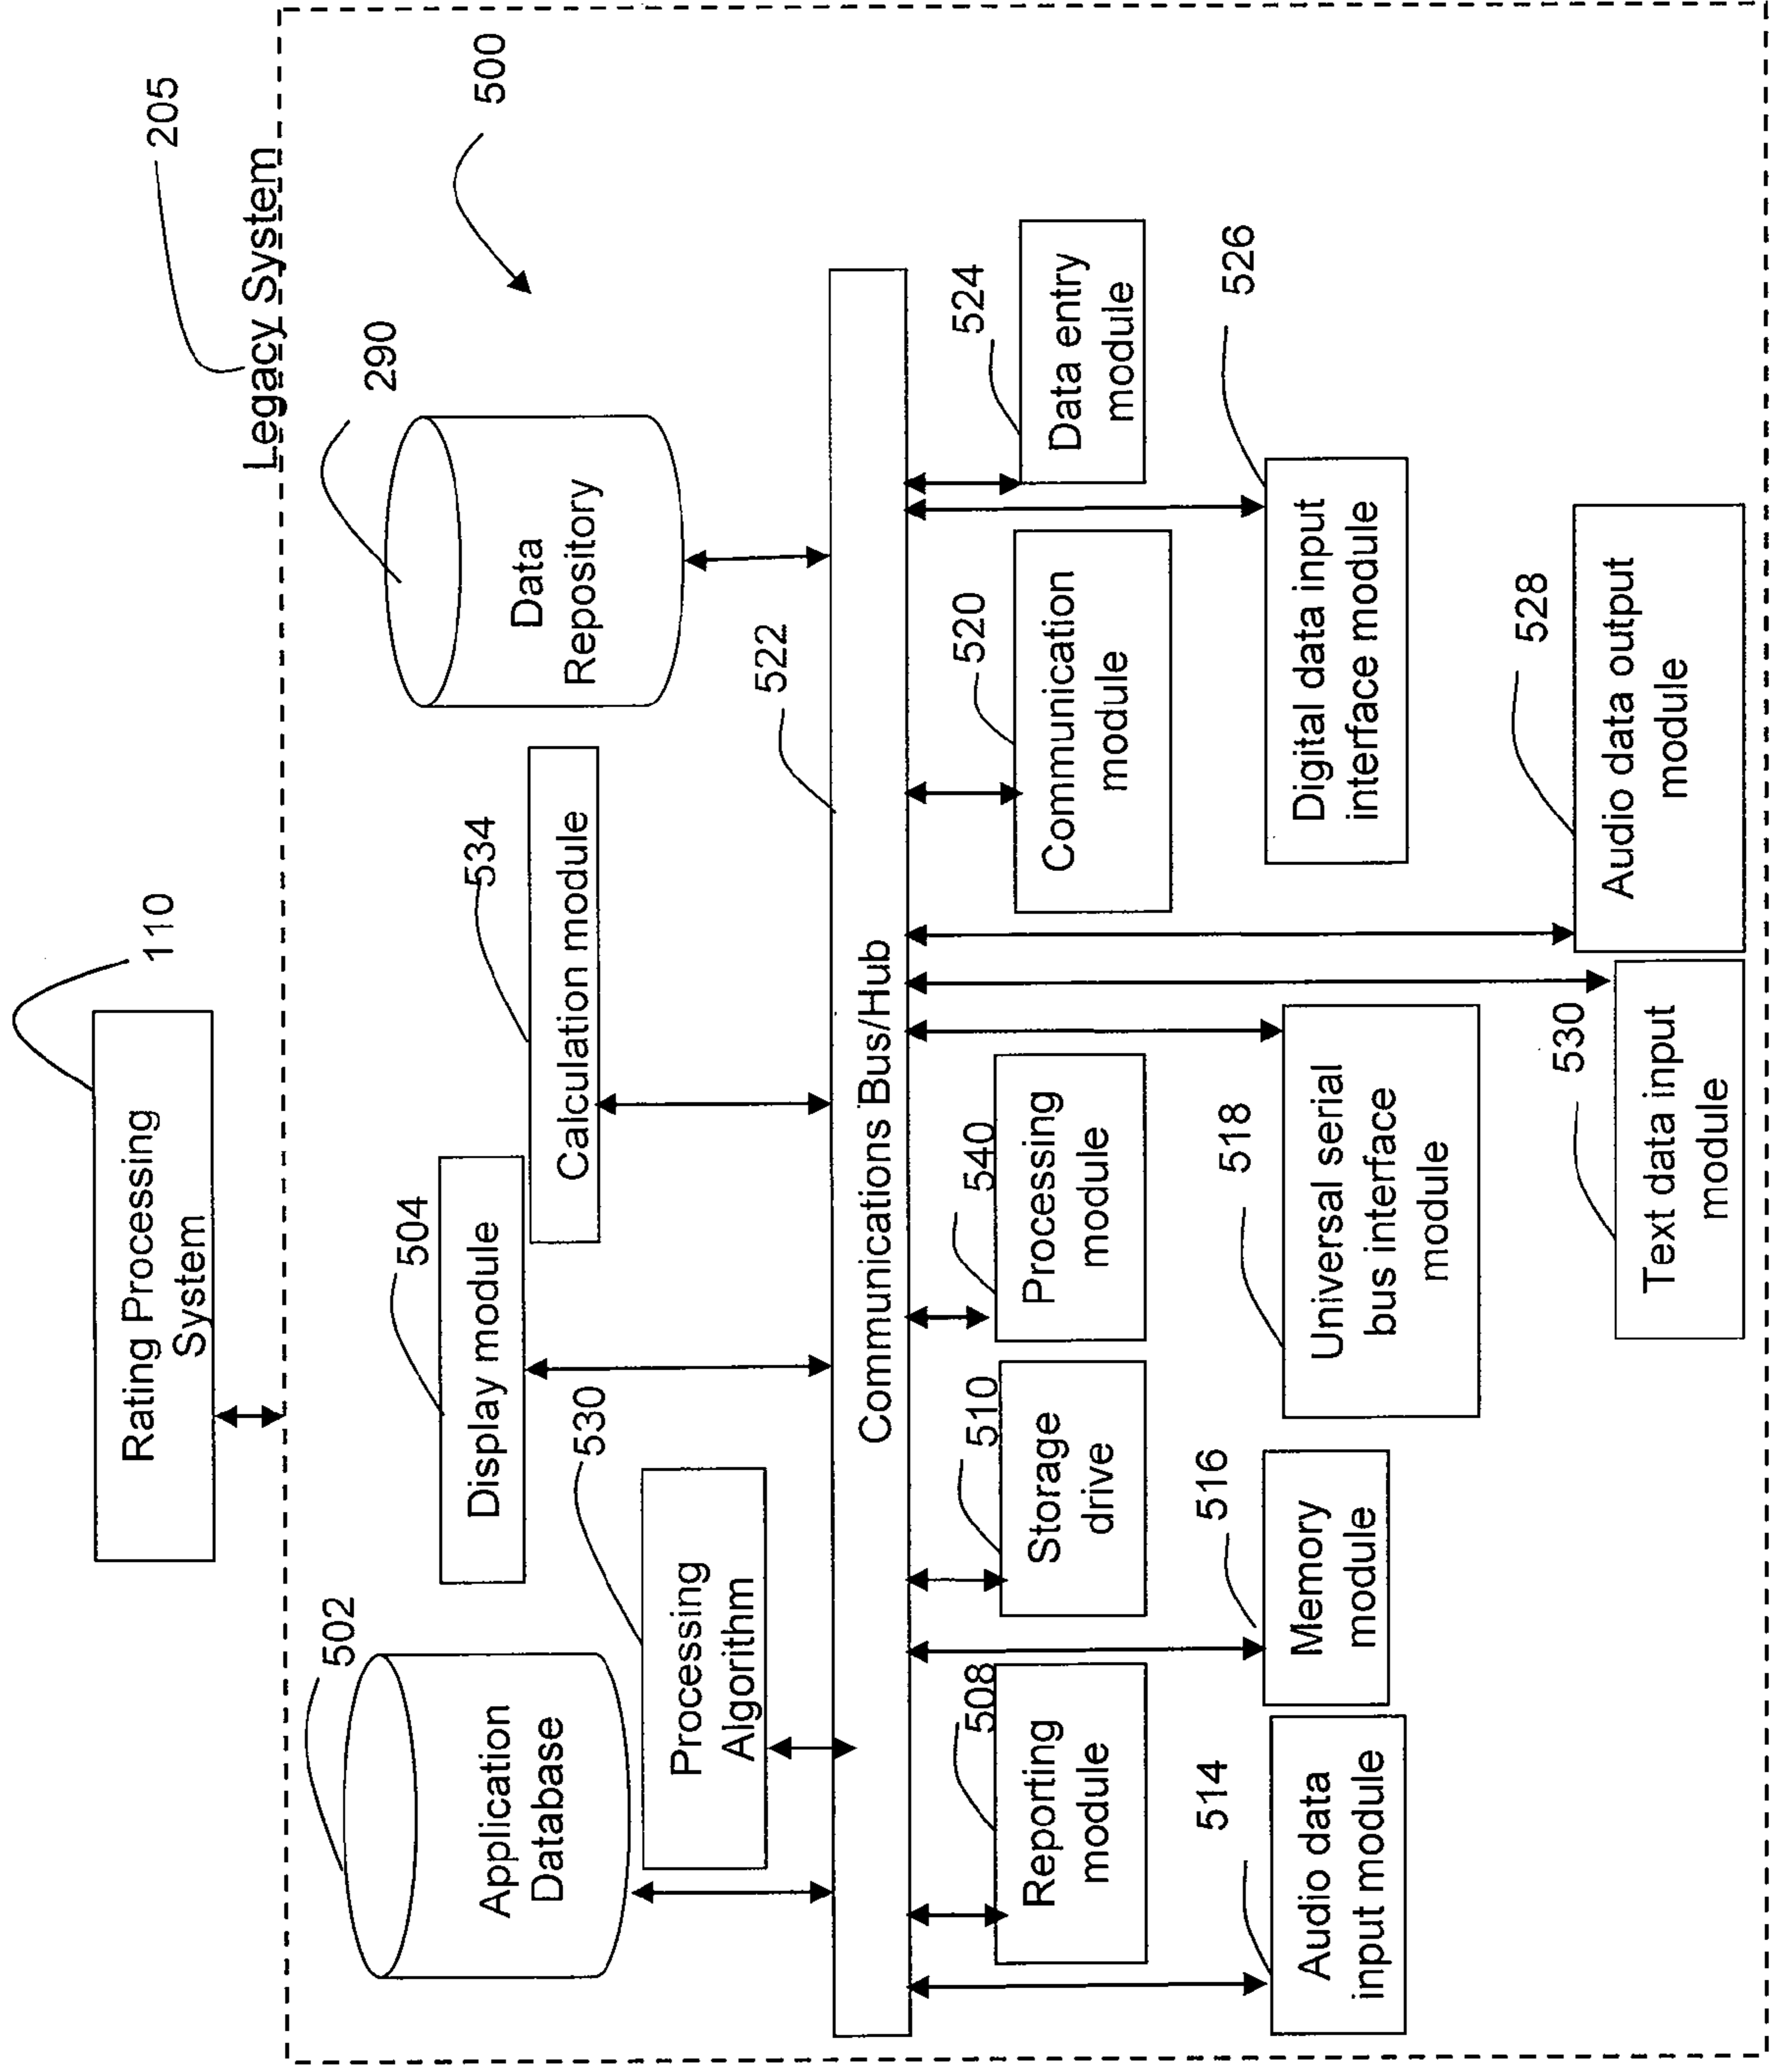 205
Legacy System
110
Rating Processing
System
500
502
Application
Database
504
Display module
534
Calculation module
290
Data
Repository
530
Processing
Algorithm
522
Communications Bus/Hub
508
Reporting
module
510
Storage
drive
540
Processing
module
520
Communication
module
524
Data entry
module
514
Audio data
input module
516
Memory
module
518
Universal serial
bus interface
module
526
Digital data input
interface module
530
Text data input
module
528
Audio data output
module